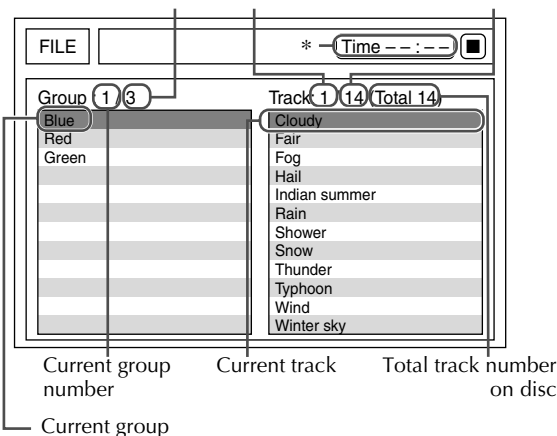 FILE
* Time – – : – –
Group 1 / 3
Track 1 / 14 (Total 14)
Blue
Red
Green
Cloudy
Fair
Fog
Hail
Indian summer
Rain
Shower
Snow
Thunder
Typhoon
Wind
Winter sky
Current group number
Current track
Total track number on disc
Current group